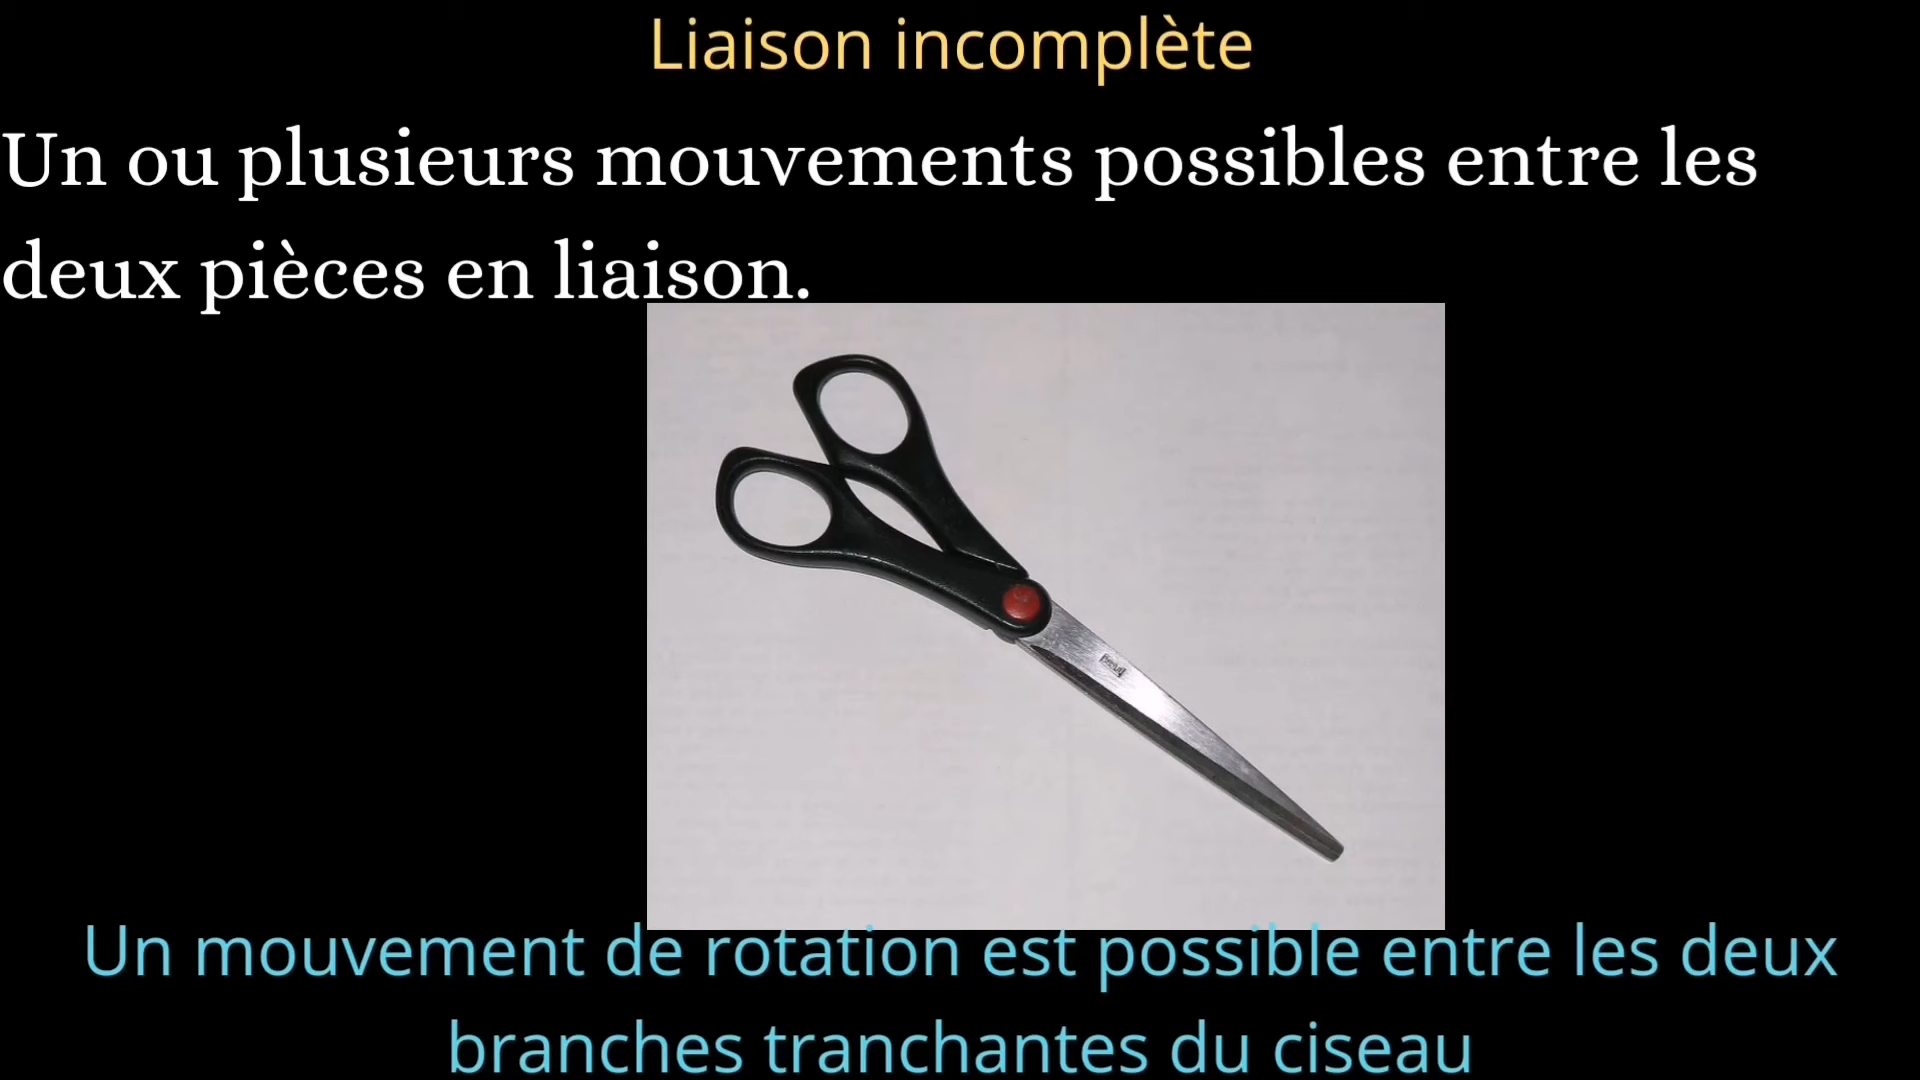 Liaison incomplète
Un ou plusieurs mouvements possibles entre les
deux pièces en liaison.
Un mouvement de rotation est possible entre les deux
branches tranchantes du ciseau